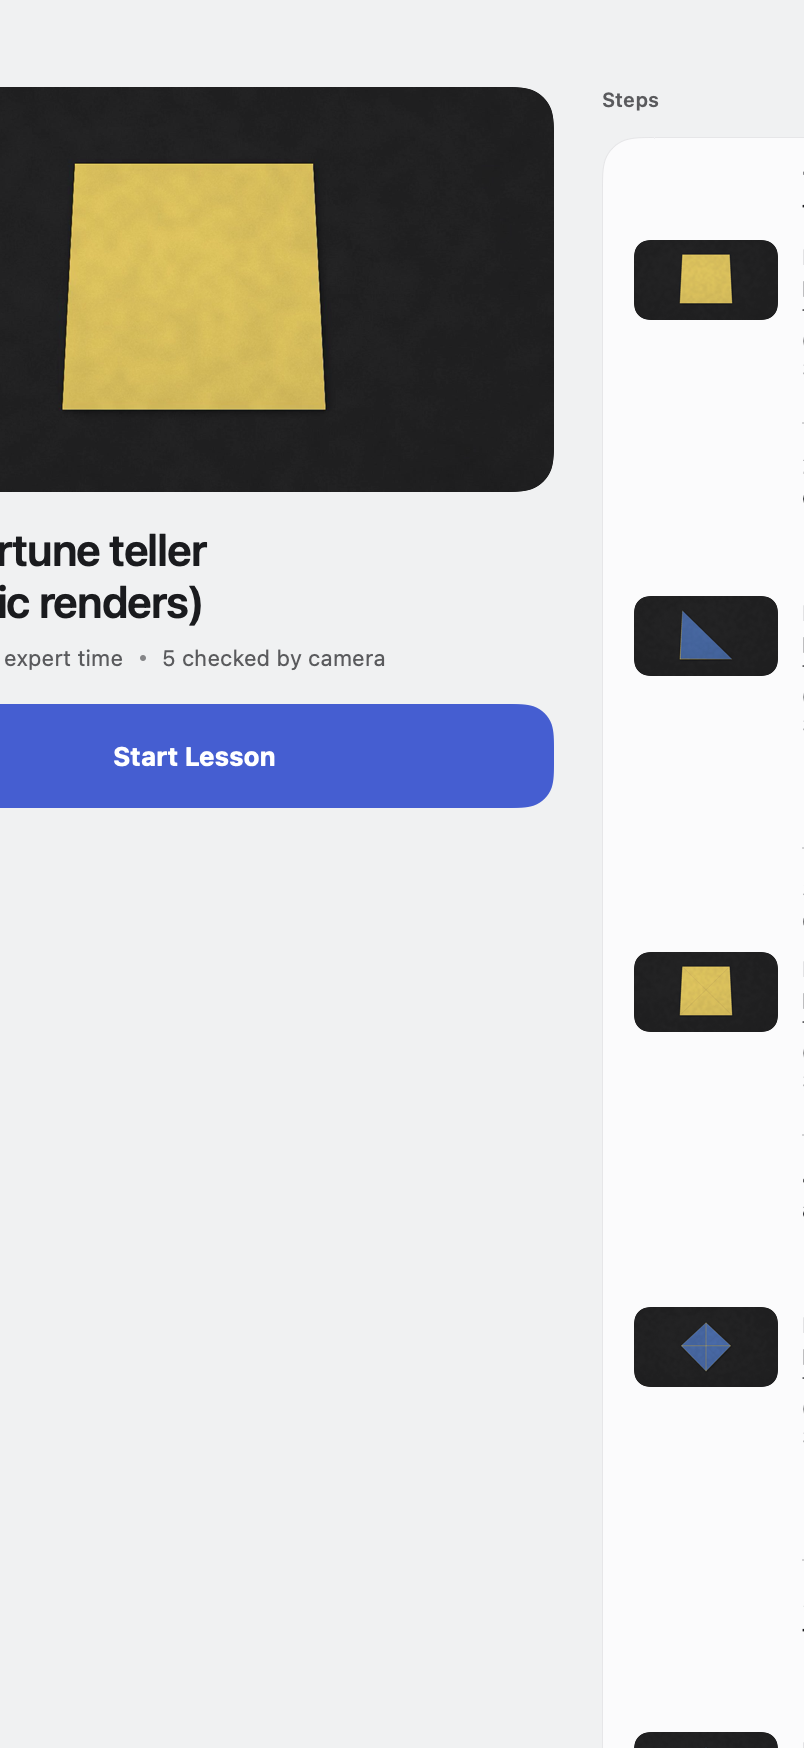 Steps
rtune teller
ic renders)
expert time • 5 checked by camera
Start Lesson